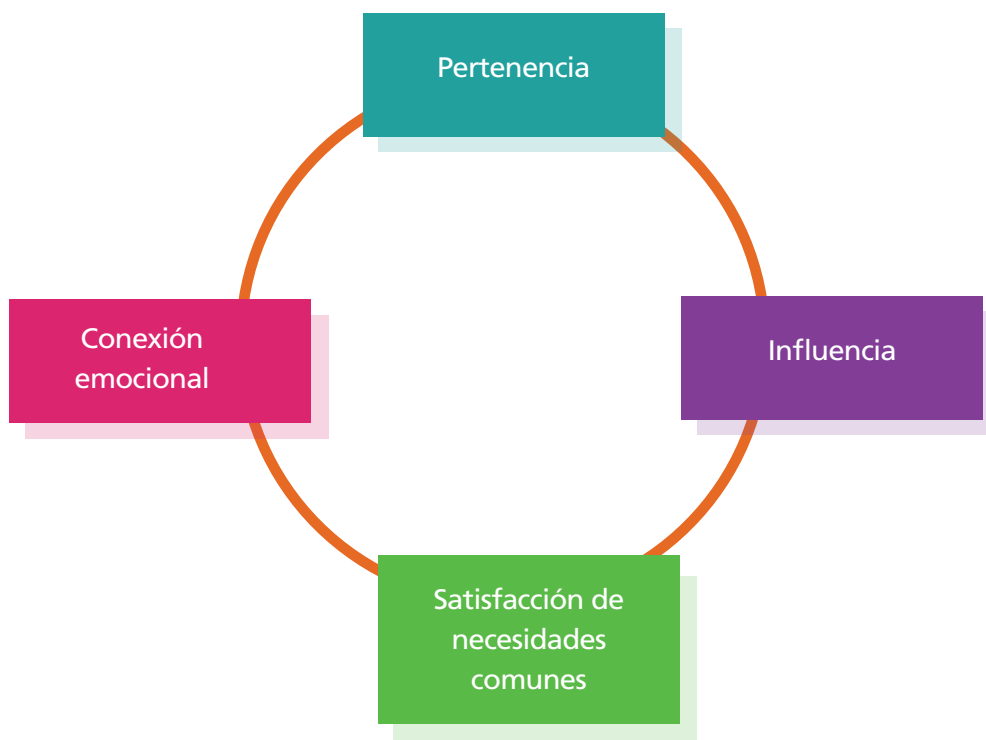 Pertenencia
Conexión
emocional
Influencia
Satisfacción de
necesidades
comunes